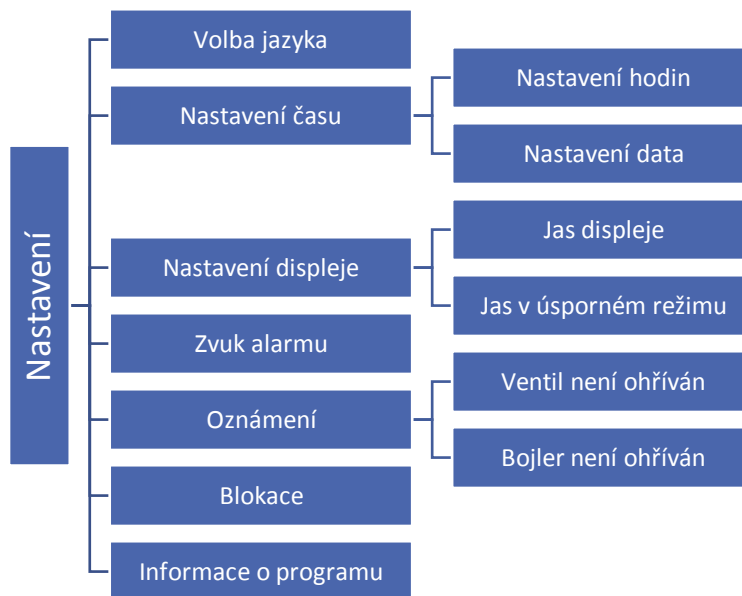 Nastavení
Volba jazyka
Nastavení času
Nastavení hodin
Nastavení data
Nastavení displeje
Jas displeje
Jas v úsporném režimu
Zvuk alarmu
Oznámení
Ventil není ohříván
Bojler není ohříván
Blokace
Informace o programu